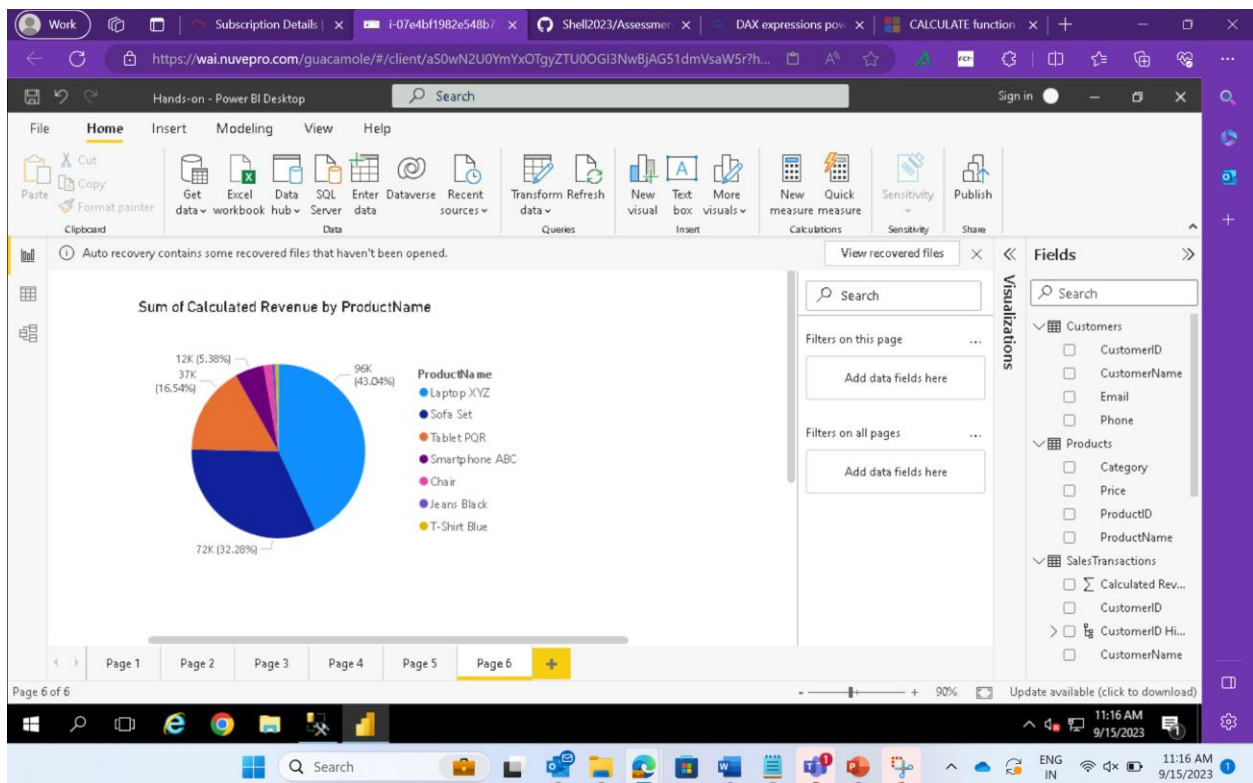 Work
Subscription Details |
i-07e4bf1982e548b7
Shell2023/Assessmen
DAX expressions pow
CALCULATE function
https://wai.nuvepro.com/guacamole/#/client/aS0wN2U0YmYxOTgyZTU0OGI3NwBjAG51dmVsaW5r?h...
Hands-on - Power BI Desktop
Search
Sign in
File Home Insert Modeling View Help
Paste
Cut
Copy
Format painter
Clipboard
Get data
Excel workbook
Data hub
SQL Server
Enter data
Dataverse
Recent sources
Data
Transform data
Refresh
Queries
New visual
Text box
More visuals
Insert
New measure
Quick measure
Calculations
Sensitivity
Sensitivity
Publish
Share
Auto recovery contains some recovered files that haven't been opened.
View recovered files
Sum of Calculated Revenue by ProductName
12K (5.38%)
37K
(16.54%)
96K
(43.04%)
72K (32.28%)
ProductName
Laptop XYZ
Sofa Set
Tablet PQR
Smartphone ABC
Chair
Jeans Black
T-Shirt Blue
Search
Filters on this page ...
Add data fields here
Filters on all pages ...
Add data fields here
Visualizations
Fields
Search
Customers
CustomerID
CustomerName
Email
Phone
Products
Category
Price
ProductID
ProductName
SalesTransactions
Calculated Rev...
CustomerID
CustomerID Hi...
CustomerName
Page 1 Page 2 Page 3 Page 4 Page 5 Page 6
Page 6 of 6
90%
Update available (click to download)
11:16 AM
9/15/2023
Search
ENG
IN
11:16 AM
9/15/2023
1